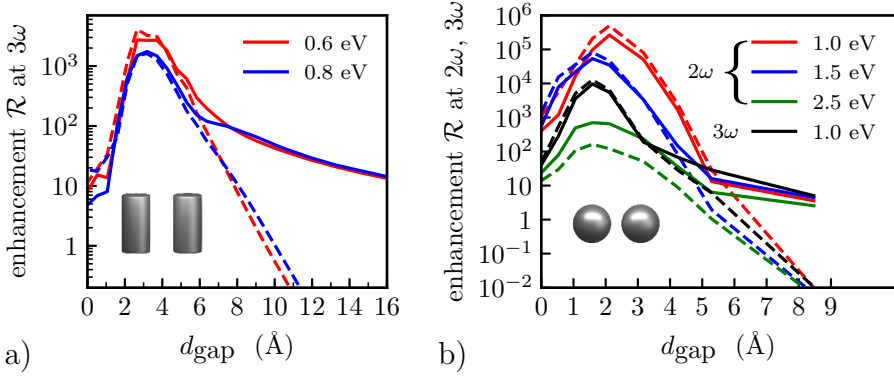 enhancement ℛ at 3ω
10³
10²
10
1
0.6 eV
0.8 eV
0 2 4 6 8 10 12 14 16
d_gap (Å)
a)
enhancement ℛ at 2ω, 3ω
10⁶
10⁵
10⁴
10³
10²
10
1
10⁻¹
10⁻²
2ω { 1.0 eV
1.5 eV
2.5 eV
3ω 1.0 eV
0 1 2 3 4 5 6 7 8 9
d_gap (Å)
b)